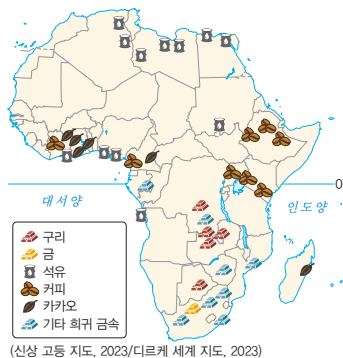 0
대서양
인도양
구리
금
석유
커피
카카오
기타 희귀 금속
(신상 고등 지도, 2023/디르케 세계 지도, 2023)